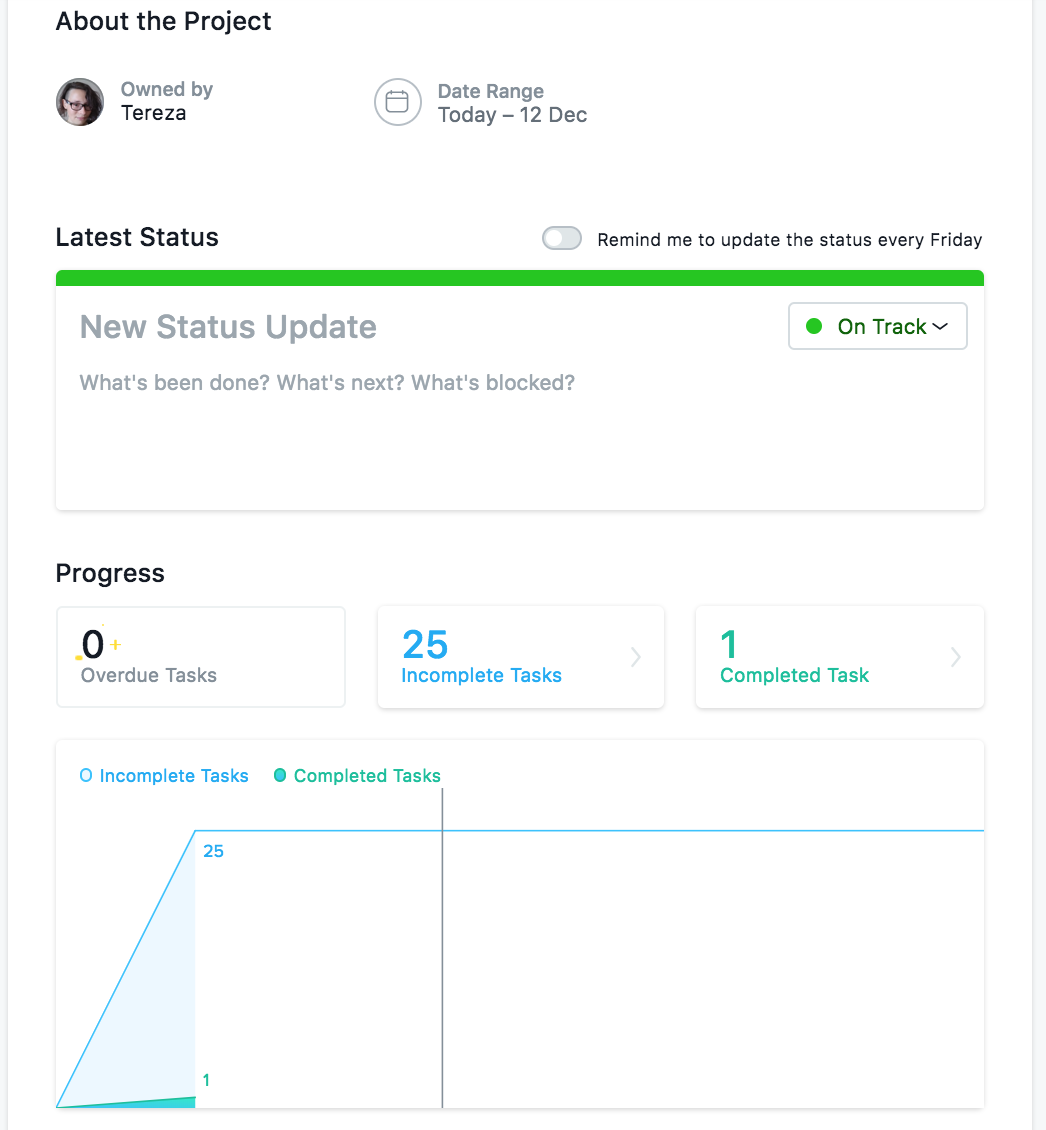 About the Project
Owned by
Tereza
Date Range
Today – 12 Dec
Latest Status
Remind me to update the status every Friday
New Status Update
On Track
What's been done? What's next? What's blocked?
Progress
0
Overdue Tasks
25
Incomplete Tasks
1
Completed Task
Incomplete Tasks
Completed Tasks
25
1